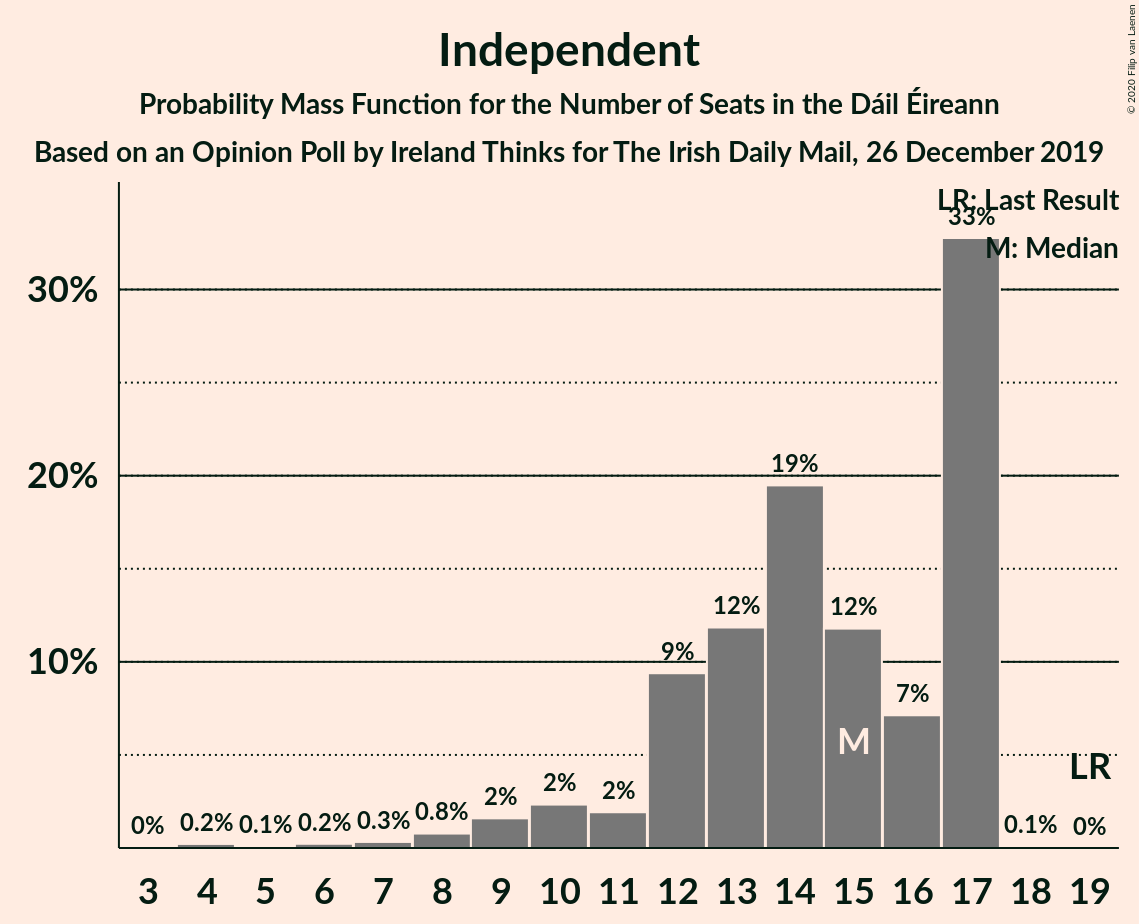 Independent
Probability Mass Function for the Number of Seats in the Dáil Éireann
Based on an Opinion Poll by Ireland Thinks for The Irish Daily Mail, 26 December 2019
© 2020 Filip van Laenen
LR: Last Result
M: Median
30%
20%
10%
0% 0.2% 0.1% 0.2% 0.3% 0.8% 2% 2% 2% 9% 12% 19% 12% 7% 33% 0.1% 0%
M
LR
3 4 5 6 7 8 9 10 11 12 13 14 15 16 17 18 19